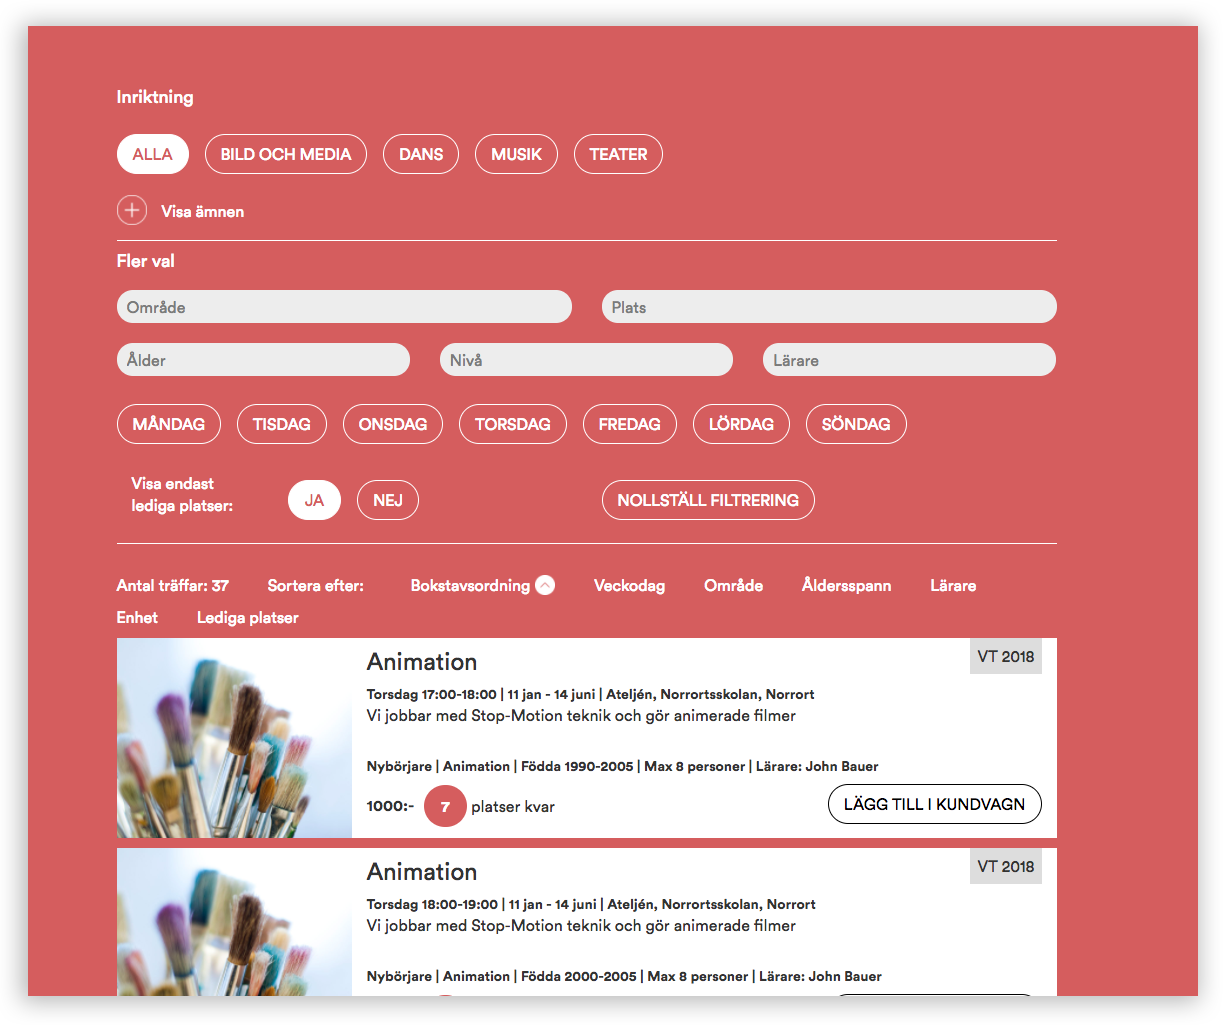 Inriktning
ALLA BILD OCH MEDIA DANS MUSIK TEATER
Visa ämnen
Fler val
Område Plats
Ålder Nivå Lärare
MÅNDAG TISDAG ONSDAG TORSDAG FREDAG LÖRDAG SÖNDAG
Visa endast
lediga platser: JA NEJ NOLLSTÄLL FILTRERING
Antal träffar: 37 Sortera efter: Bokstavsordning Veckodag Område Åldersspann Lärare
Enhet Lediga platser
Animation VT 2018
Torsdag 17:00-18:00 | 11 jan - 14 juni | Ateljén, Norrortsskolan, Norrort
Vi jobbar med Stop-Motion teknik och gör animerade filmer
Nybörjare | Animation | Födda 1990-2005 | Max 8 personer | Lärare: John Bauer
1000:- 7 platser kvar LÄGG TILL I KUNDVAGN
Animation VT 2018
Torsdag 18:00-19:00 | 11 jan - 14 juni | Ateljén, Norrortsskolan, Norrort
Vi jobbar med Stop-Motion teknik och gör animerade filmer
Nybörjare | Animation | Födda 2000-2005 | Max 8 personer | Lärare: John Bauer